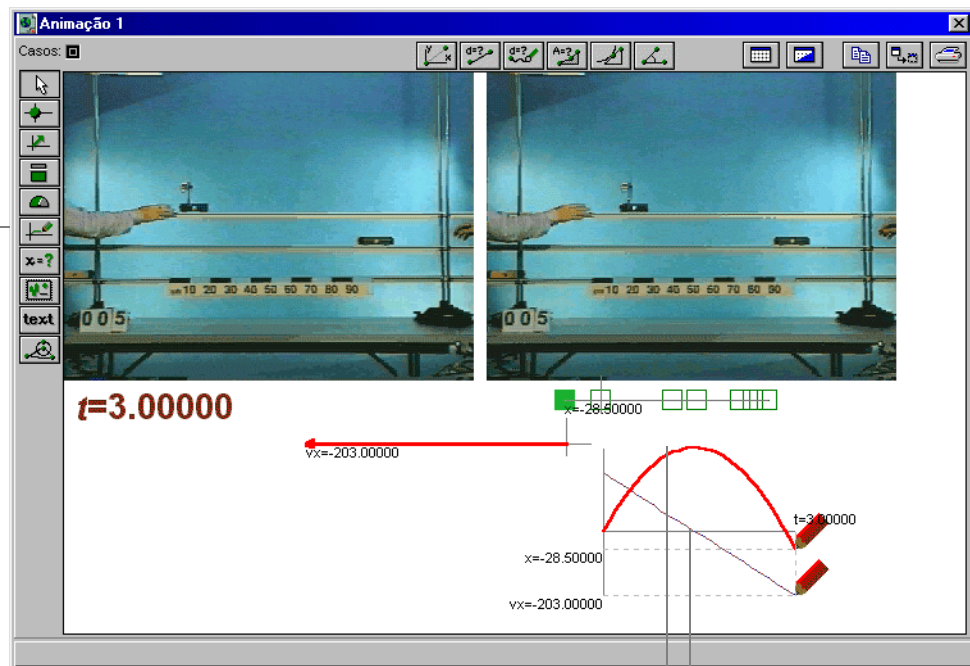 Animação 1
Casos:
y x
d=?
d=?
A=?
x=?
text
cm 10 20 30 40 50 60 70 80 90
005
cm 10 20 30 40 50 60 70 80 90
005
t=3.00000
x=-28.50000
vx=-203.00000
t=3.00000
x=-28.50000
vx=-203.00000